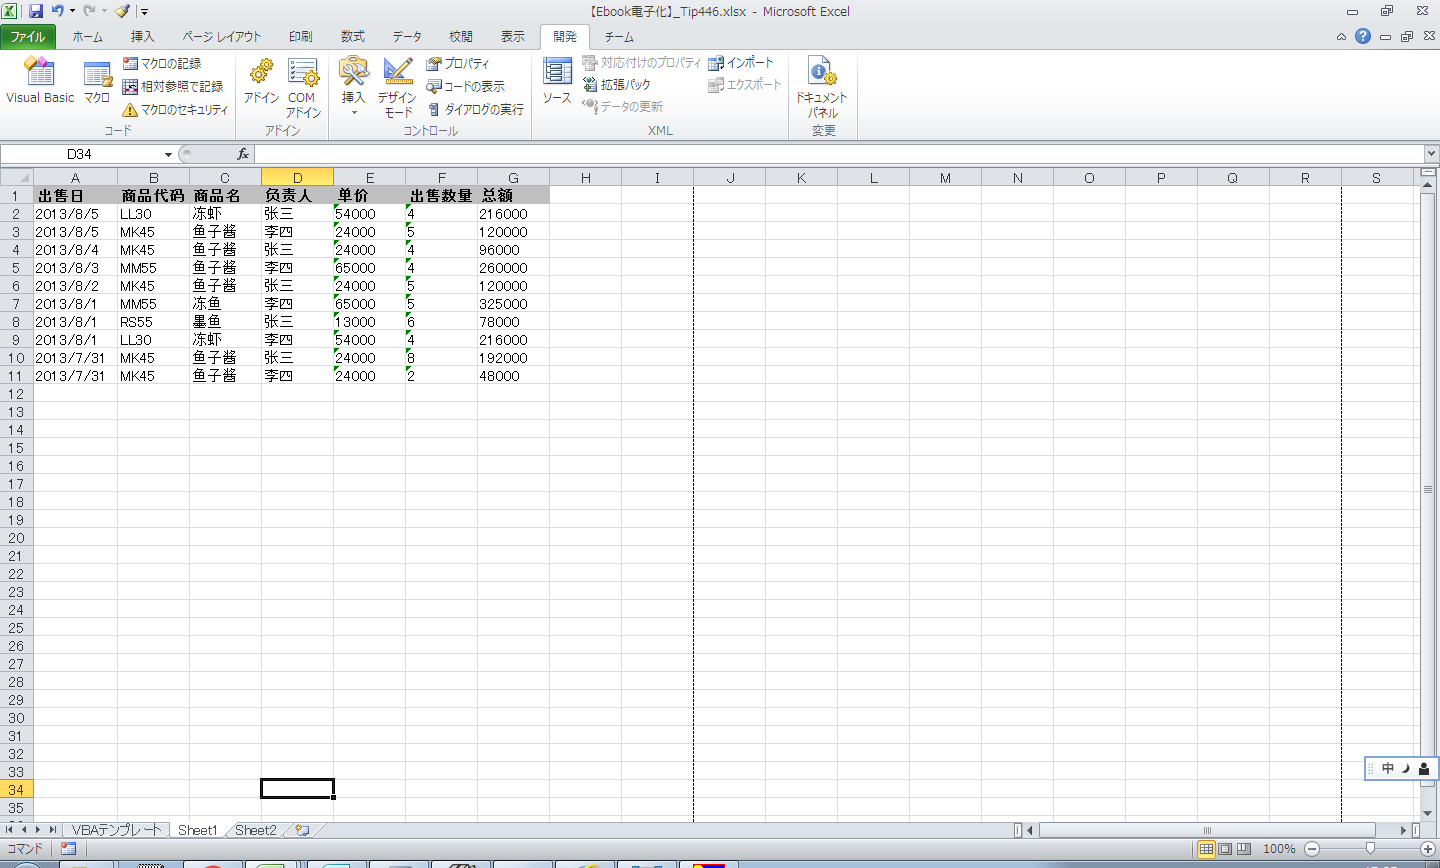 【Ebook電子化】_Tip446.xlsx - Microsoft Excel
ファイル ホーム 挿入 ページ レイアウト 印刷 数式 データ 校閲 表示 開発 チーム
Visual Basic マクロ マクロの記録 相対参照で記録 マクロのセキュリティ コード
アドイン COM アドイン アドイン
挿入 デザイン モード プロパティ コードの表示 ダイアログの実行 コントロール
ソース 対応付けのプロパティ 拡張パック データの更新 インポート エクスポート XML
ドキュメント パネル 変更
D34 fx
A B C D E F G H I J K L M N O P Q R S
1 出售日 商品代码 商品名 负责人 单价 出售数量 总额
2 2013/8/5 LL30 冻虾 张三 54000 4 216000
3 2013/8/5 MK45 鱼子酱 李四 24000 5 120000
4 2013/8/4 MK45 鱼子酱 张三 24000 4 96000
5 2013/8/3 MM55 鱼子酱 李四 65000 4 260000
6 2013/8/2 MK45 鱼子酱 张三 24000 5 120000
7 2013/8/1 MM55 冻鱼 李四 65000 5 325000
8 2013/8/1 RS55 墨鱼 张三 13000 6 78000
9 2013/8/1 LL30 冻虾 李四 54000 4 216000
10 2013/7/31 MK45 鱼子酱 张三 24000 8 192000
11 2013/7/31 MK45 鱼子酱 李四 24000 2 48000
12
13
14
15
16
17
18
19
20
21
22
23
24
25
26
27
28
29
30
31
32
33
中
34
35
VBAテンプレート Sheet1 Sheet2
コマンド 100%